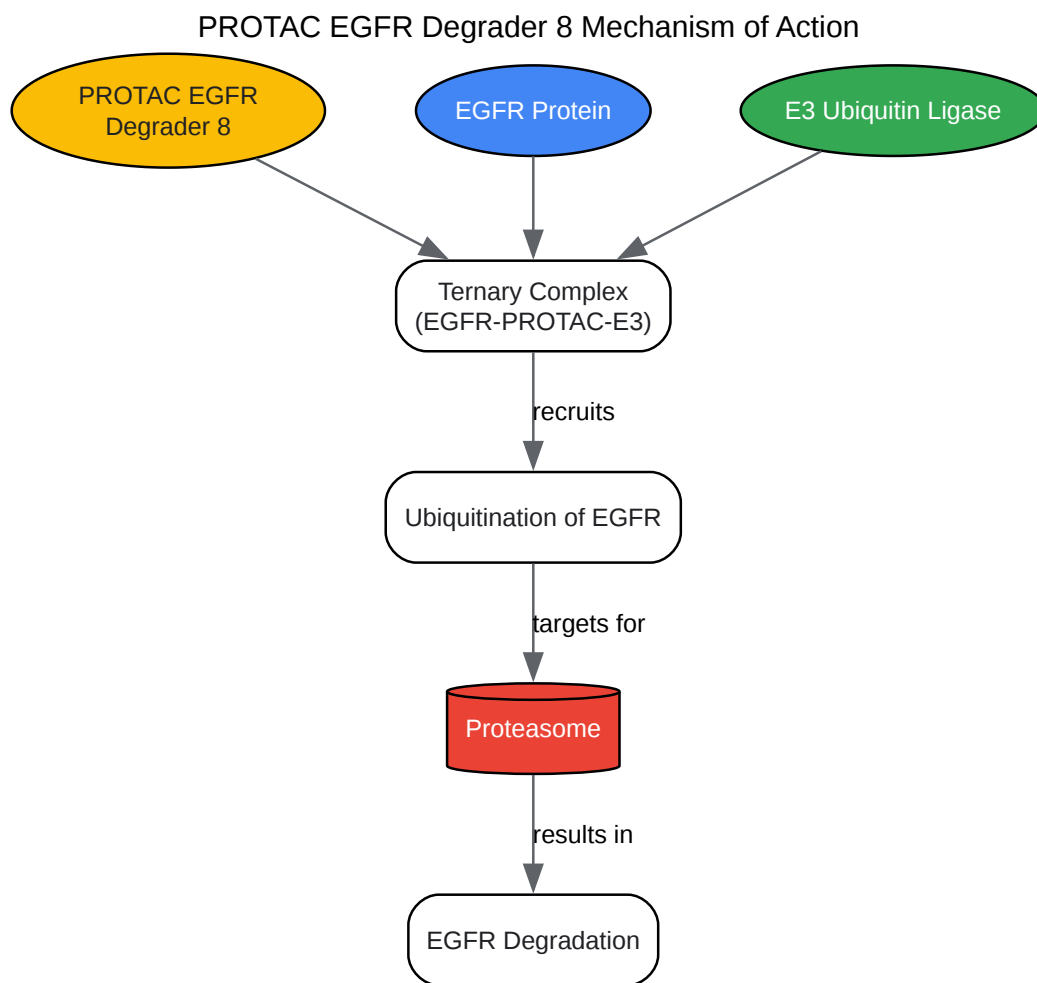 PROTAC EGFR Degrader 8 Mechanism of Action
PROTAC EGFR
Degrader 8
EGFR Protein
E3 Ubiquitin Ligase
Ternary Complex
(EGFR-PROTAC-E3)
recruits
Ubiquitination of EGFR
targets for
Proteasome
results in
EGFR Degradation